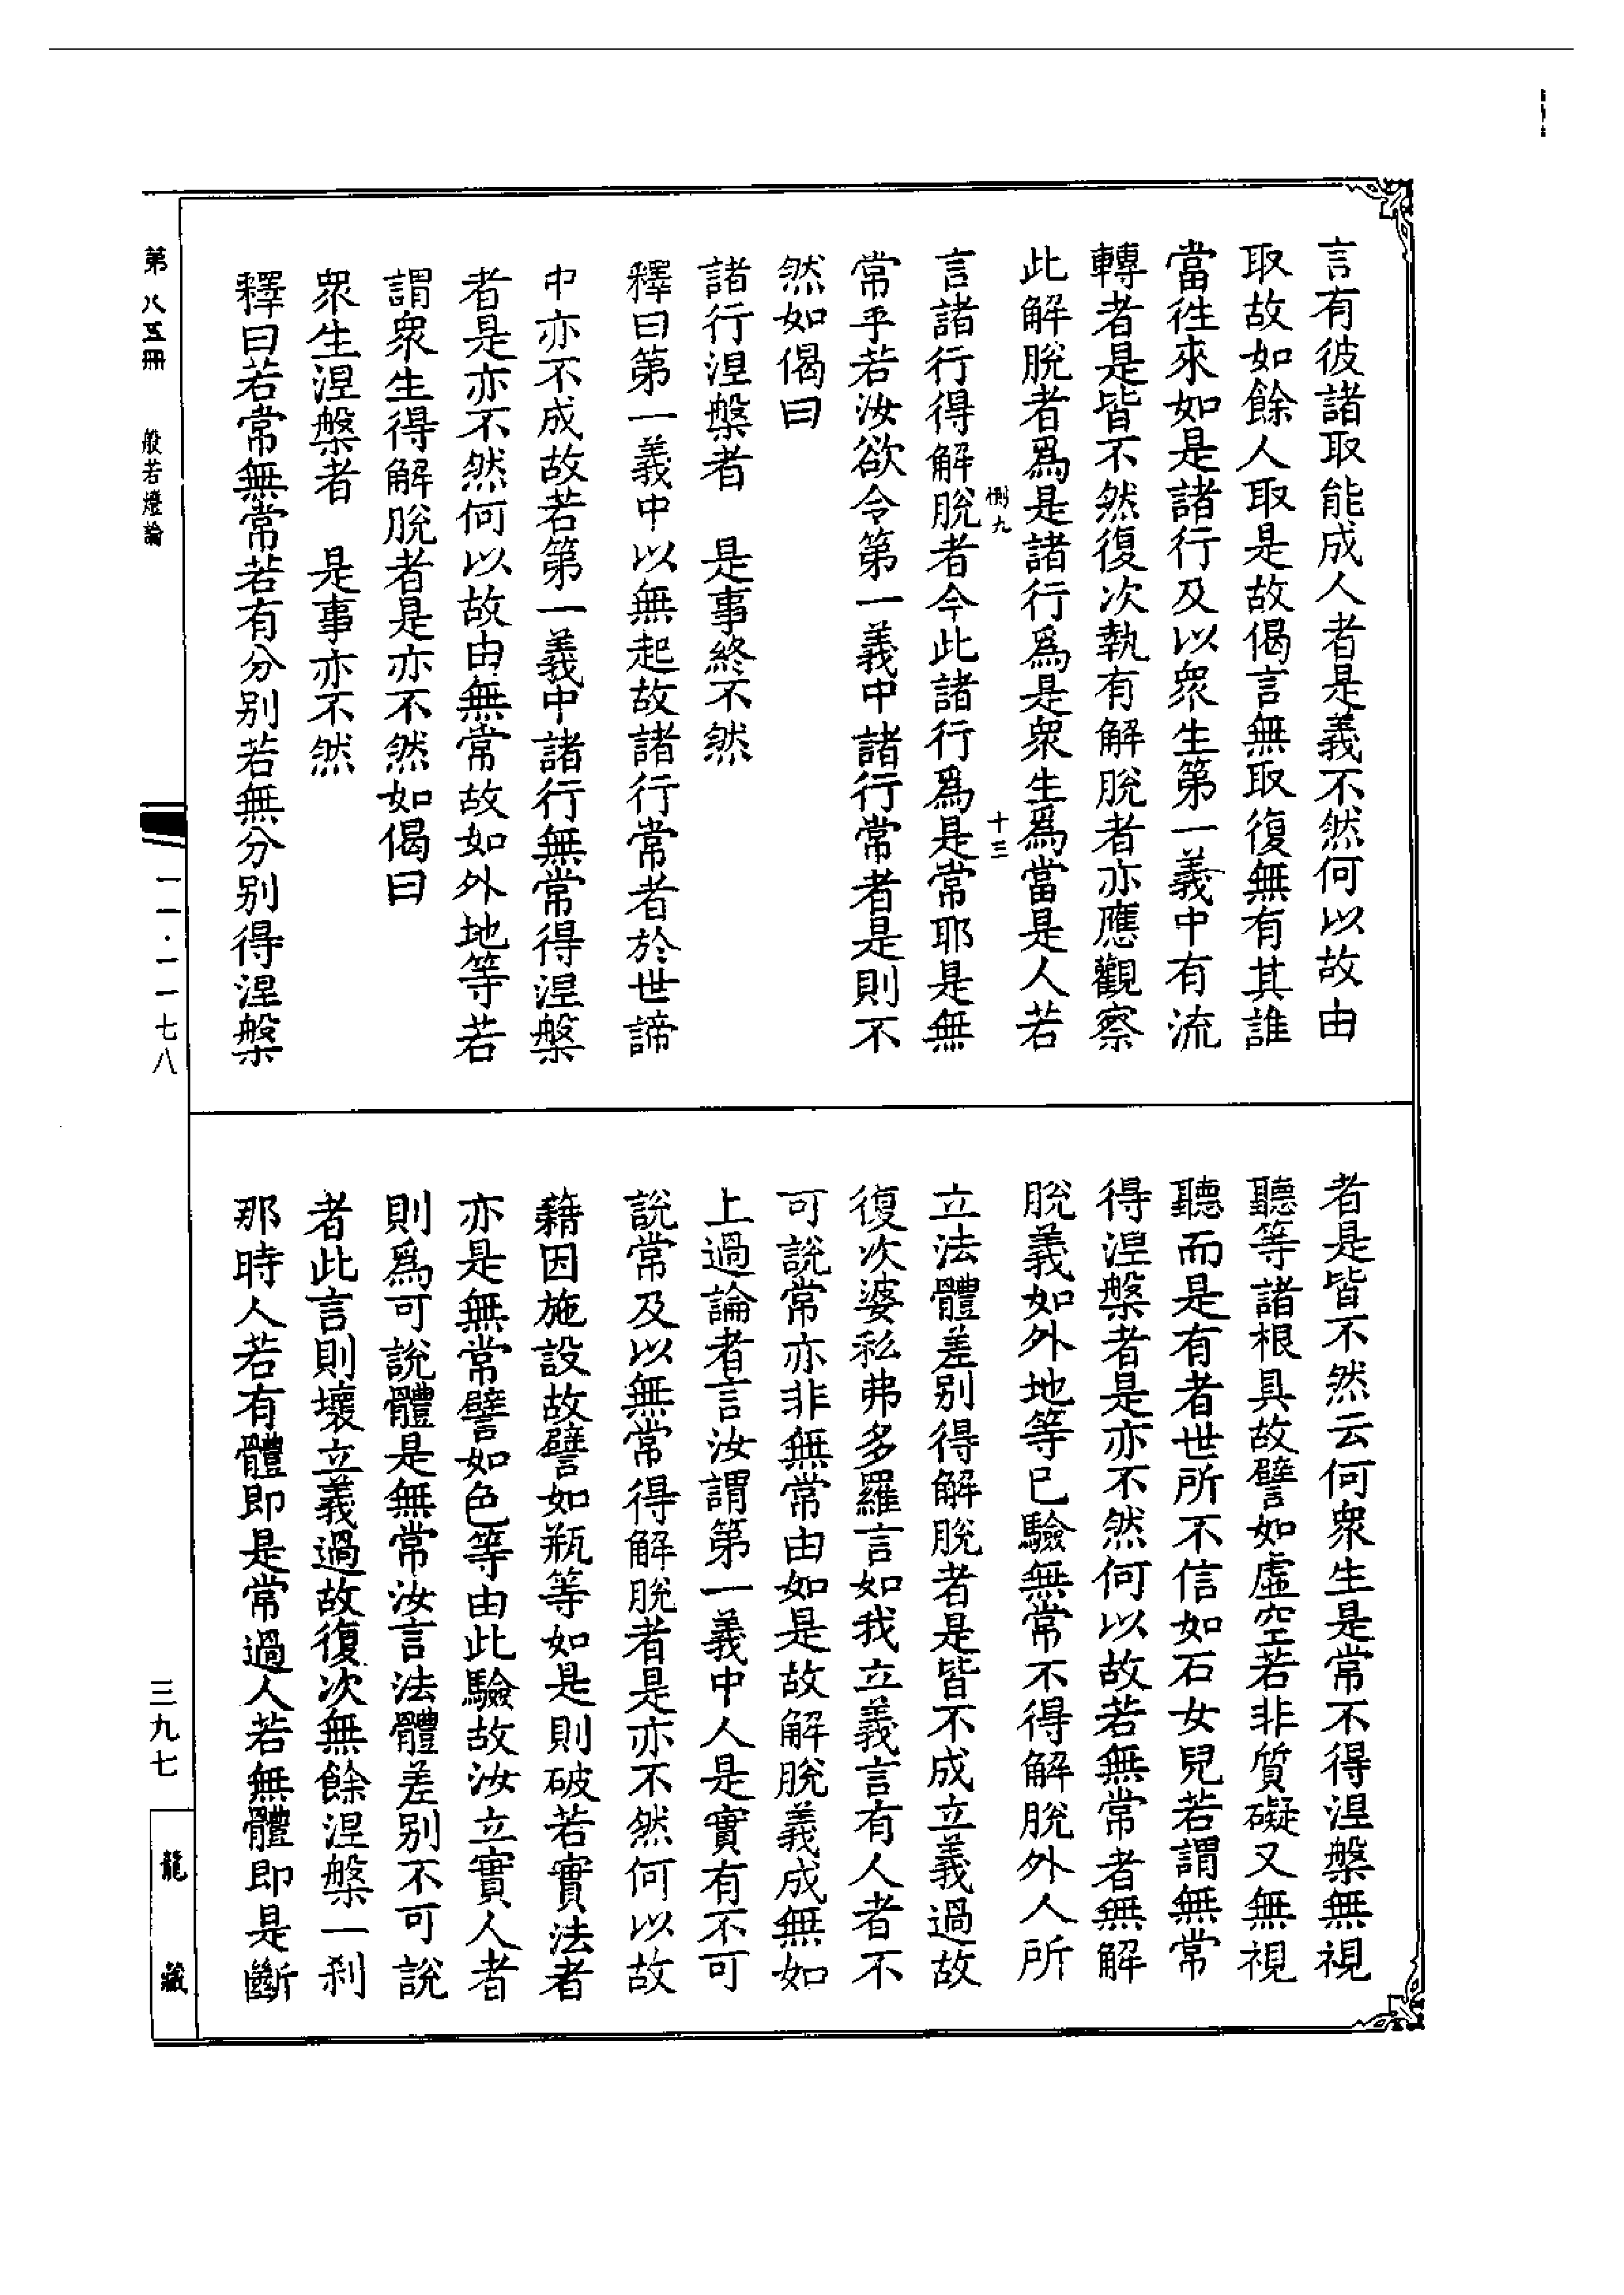 言有彼諸取能成人者是義不然何以故由
取故如餘人取是故偈言無取復無有其誰
當徃來如是諸行及以衆生第一義中有流
轉者是皆不然復次執有解脫者亦應觀察
此解脫者爲是諸行爲是衆生爲當是人若
惻九 十三
言諸行得解脫者今此諸行爲是常耶是無
常乎若汝欲令第一義中諸行常者是則不
然如偈曰
諸行涅槃者 是事終不然
釋曰第一義中以無起故諸行常者於世諦
中亦不成故若第一義中諸行無常得涅槃
者是亦不然何以故由無常故如外地等若
謂衆生得解脫者是亦不然如偈曰
衆生涅槃者 是事亦不然
釋曰若常無常若有分别若無分别得涅槃
者是皆不然云何衆生是常不得涅槃無視
聽等諸根具故譬如虛空若非質礙又無視
聽而是有者世所不信如石女兒若謂無常
得涅槃者是亦不然何以故若無常者無解
脫義如外地等已驗無常不得解脫外人所
立法體差别得解脫者是皆不成立義過故
復次婆私弗多羅言如我立義言有人者不
可說常亦非無常由如是故解脫義成無如
上過論者言汝謂第一義中人是實有不可
說常及以無常得解脫者是亦不然何以故
藉因施設故譬如瓶等如是則破若實法者
亦是無常譬如色等由此驗故汝立實人者
則爲可說體是無常汝言法體差别不可說
者此言則壞立義過故復次無餘涅槃一刹
那時人若有體即是常過人若無體即是斷
第八五冊 般若燈論
一一·一一七八
三九七
龍藏